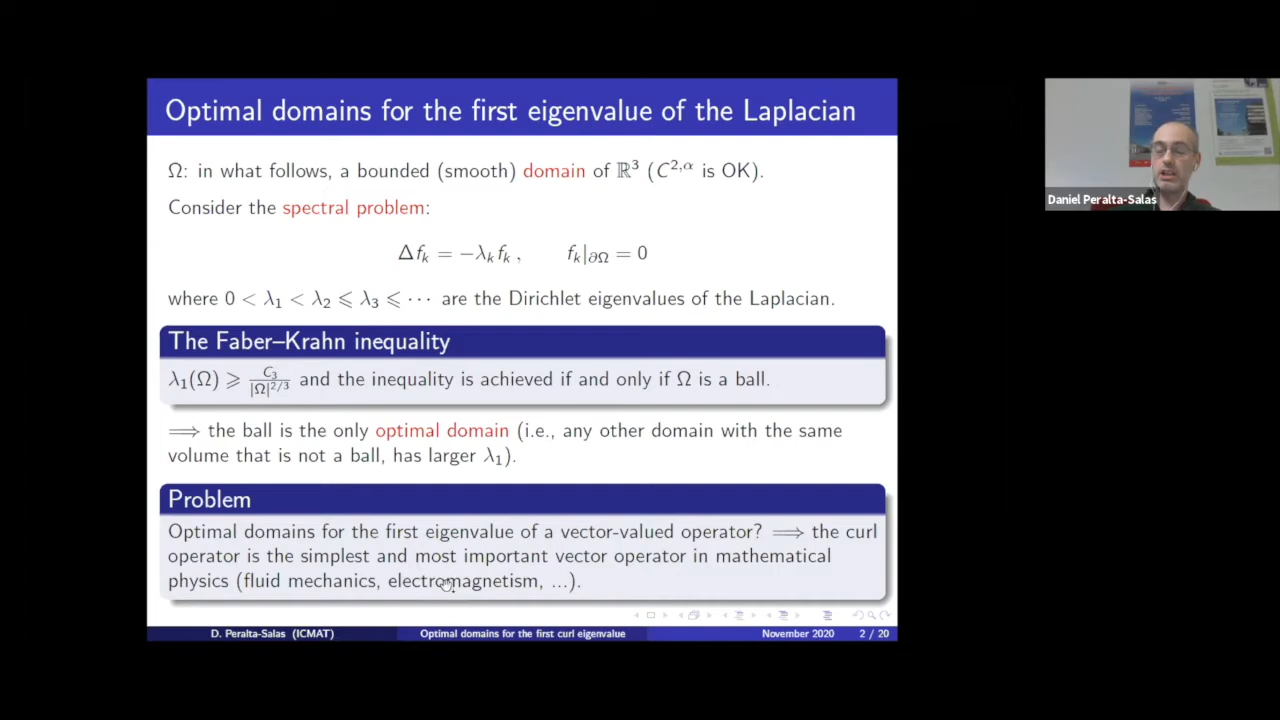 Optimal domains for the first eigenvalue of the Laplacian
Ω: in what follows, a bounded (smooth) domain of ℝ³ (C^{2,α} is OK).
Consider the spectral problem:
Δf_k = −λ_k f_k , f_k|_{∂Ω} = 0
where 0 < λ₁ < λ₂ ⩽ λ₃ ⩽ ⋯ are the Dirichlet eigenvalues of the Laplacian.
The Faber–Krahn inequality
λ₁(Ω) ⩾ C₃/|Ω|^{2/3} and the inequality is achieved if and only if Ω is a ball.
⟹ the ball is the only optimal domain (i.e., any other domain with the same
volume that is not a ball, has larger λ₁).
Problem
Optimal domains for the first eigenvalue of a vector-valued operator? ⟹ the curl
operator is the simplest and most important vector operator in mathematical
physics (fluid mechanics, electromagnetism, ...).
D. Peralta-Salas (ICMAT) Optimal domains for the first curl eigenvalue November 2020 2 / 20
Daniel Peralta-Salas